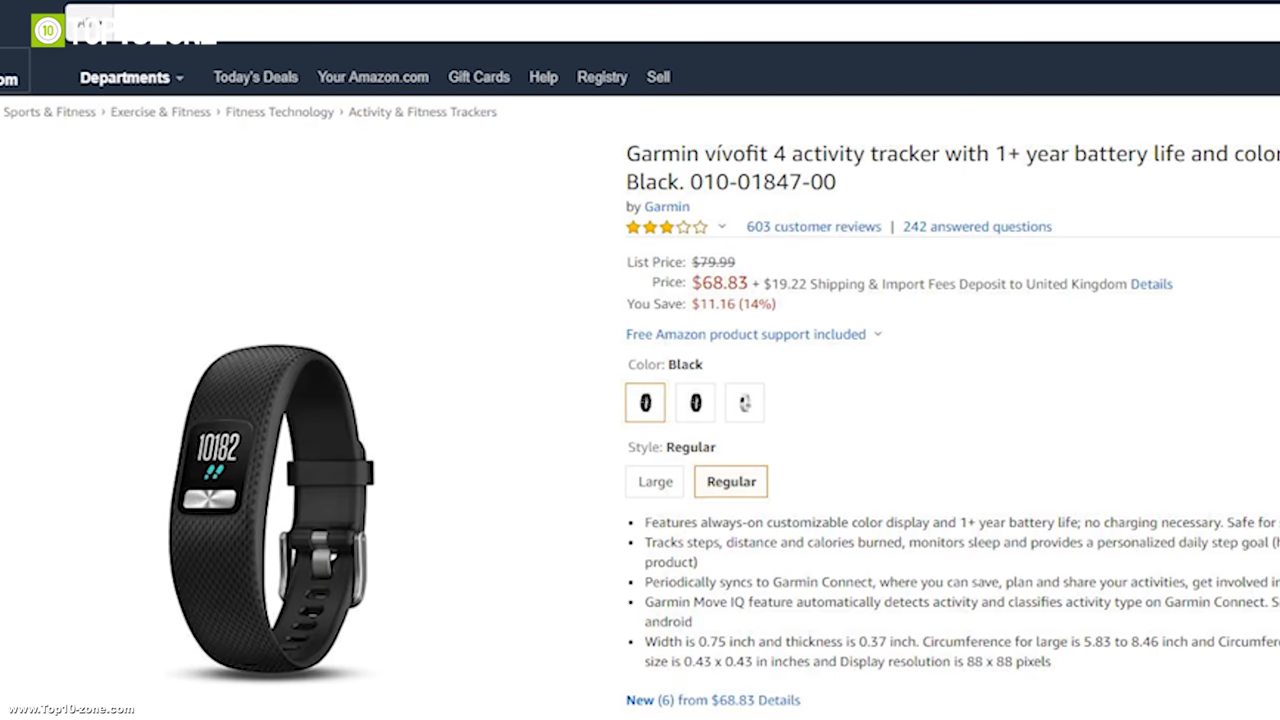 10 TOP10-ZONE
om
Departments Today's Deals Your Amazon.com Gift Cards Help Registry Sell
Sports & Fitness › Exercise & Fitness › Fitness Technology › Activity & Fitness Trackers
Garmin vívofit 4 activity tracker with 1+ year battery life and color
Black. 010-01847-00
by Garmin
603 customer reviews | 242 answered questions
List Price: $79.99
Price: $68.83 + $19.22 Shipping & Import Fees Deposit to United Kingdom Details
You Save: $11.16 (14%)
Free Amazon product support included
Color: Black
Style: Regular
Large Regular
10182
▪ Features always-on customizable color display and 1+ year battery life; no charging necessary. Safe for
▪ Tracks steps, distance and calories burned, monitors sleep and provides a personalized daily step goal (
product)
▪ Periodically syncs to Garmin Connect, where you can save, plan and share your activities, get involved in
▪ Garmin Move IQ feature automatically detects activity and classifies activity type on Garmin Connect. S
android
▪ Width is 0.75 inch and thickness is 0.37 inch. Circumference for large is 5.83 to 8.46 inch and Circumfere
size is 0.43 x 0.43 in inches and Display resolution is 88 x 88 pixels
New (6) from $68.83 Details
www.Top10-zone.com